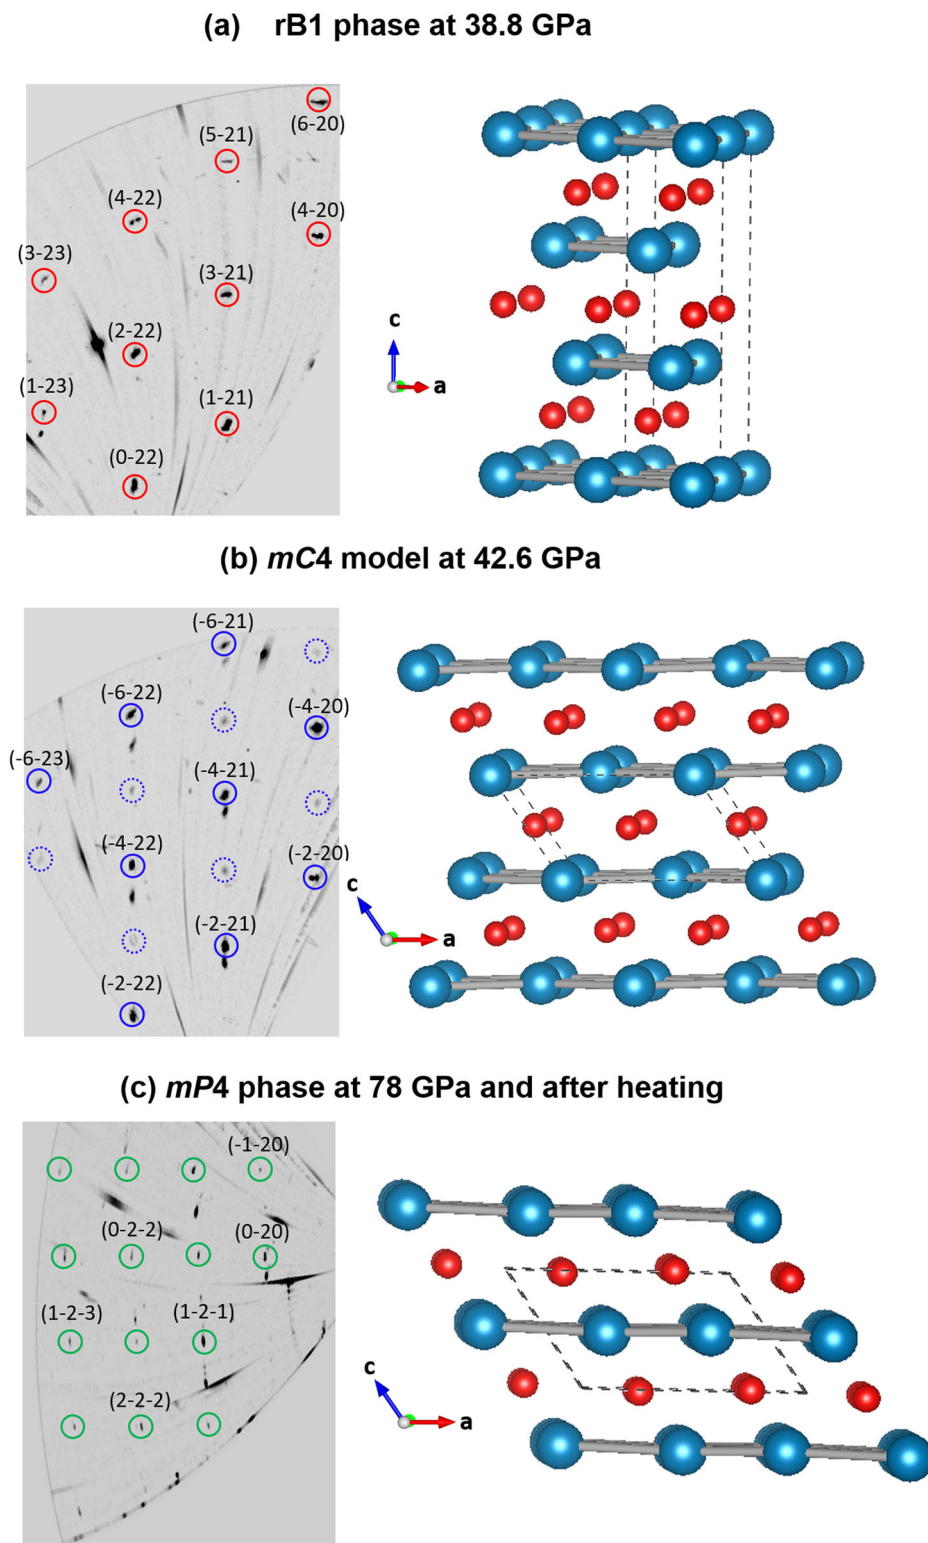 (a) rB1 phase at 38.8 GPa
(6-20)
(5-21)
(4-22)
(4-20)
(3-23)
(3-21)
(2-22)
(1-23)
(1-21)
(0-22)
c
a
(b) mC4 model at 42.6 GPa
(-6-21)
(-6-22)
(-4-20)
(-6-23)
(-4-21)
(-4-22)
(-2-20)
(-2-21)
(-2-22)
c
a
(c) mP4 phase at 78 GPa and after heating
(-1-20)
(0-2-2)
(0-20)
(1-2-3)
(1-2-1)
(2-2-2)
c
a